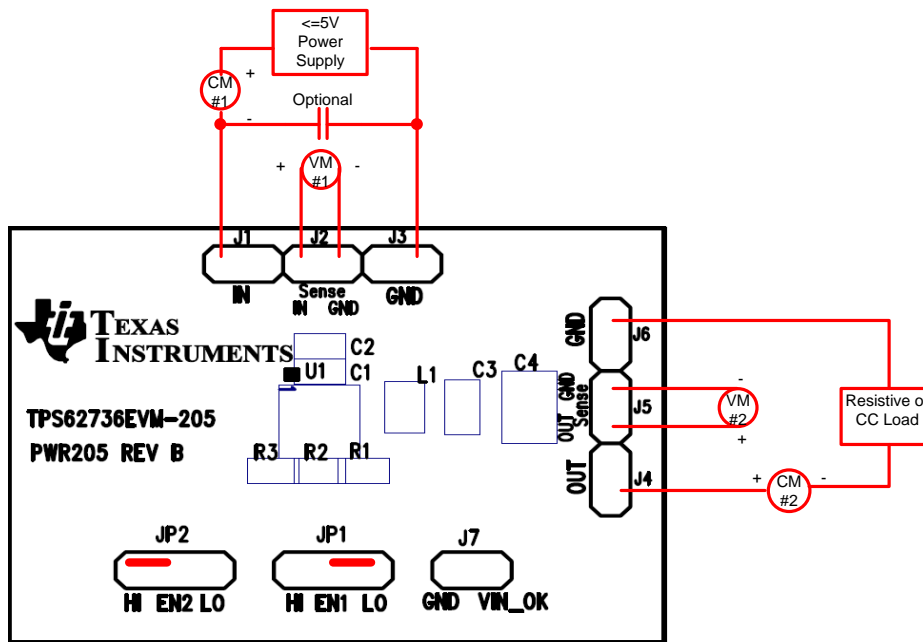 <=5V
Power
Supply
+
CM
#1
-
Optional
+
VM
#1
-
J1
J2
J3
IN
Sense
IN GND
GND
TEXAS
INSTRUMENTS
TPS62736EVM-205
PWR205 REV B
C2
U1
C1
L1
C3
C4
R3
R2
R1
GND
J6
OUT GND
Sense
J5
OUT
J4
-
VM
#2
+
+
CM
#2
-
Resistive o
CC Load
JP2
HI EN2 LO
JP1
HI EN1 LO
J7
GND VIN_OK